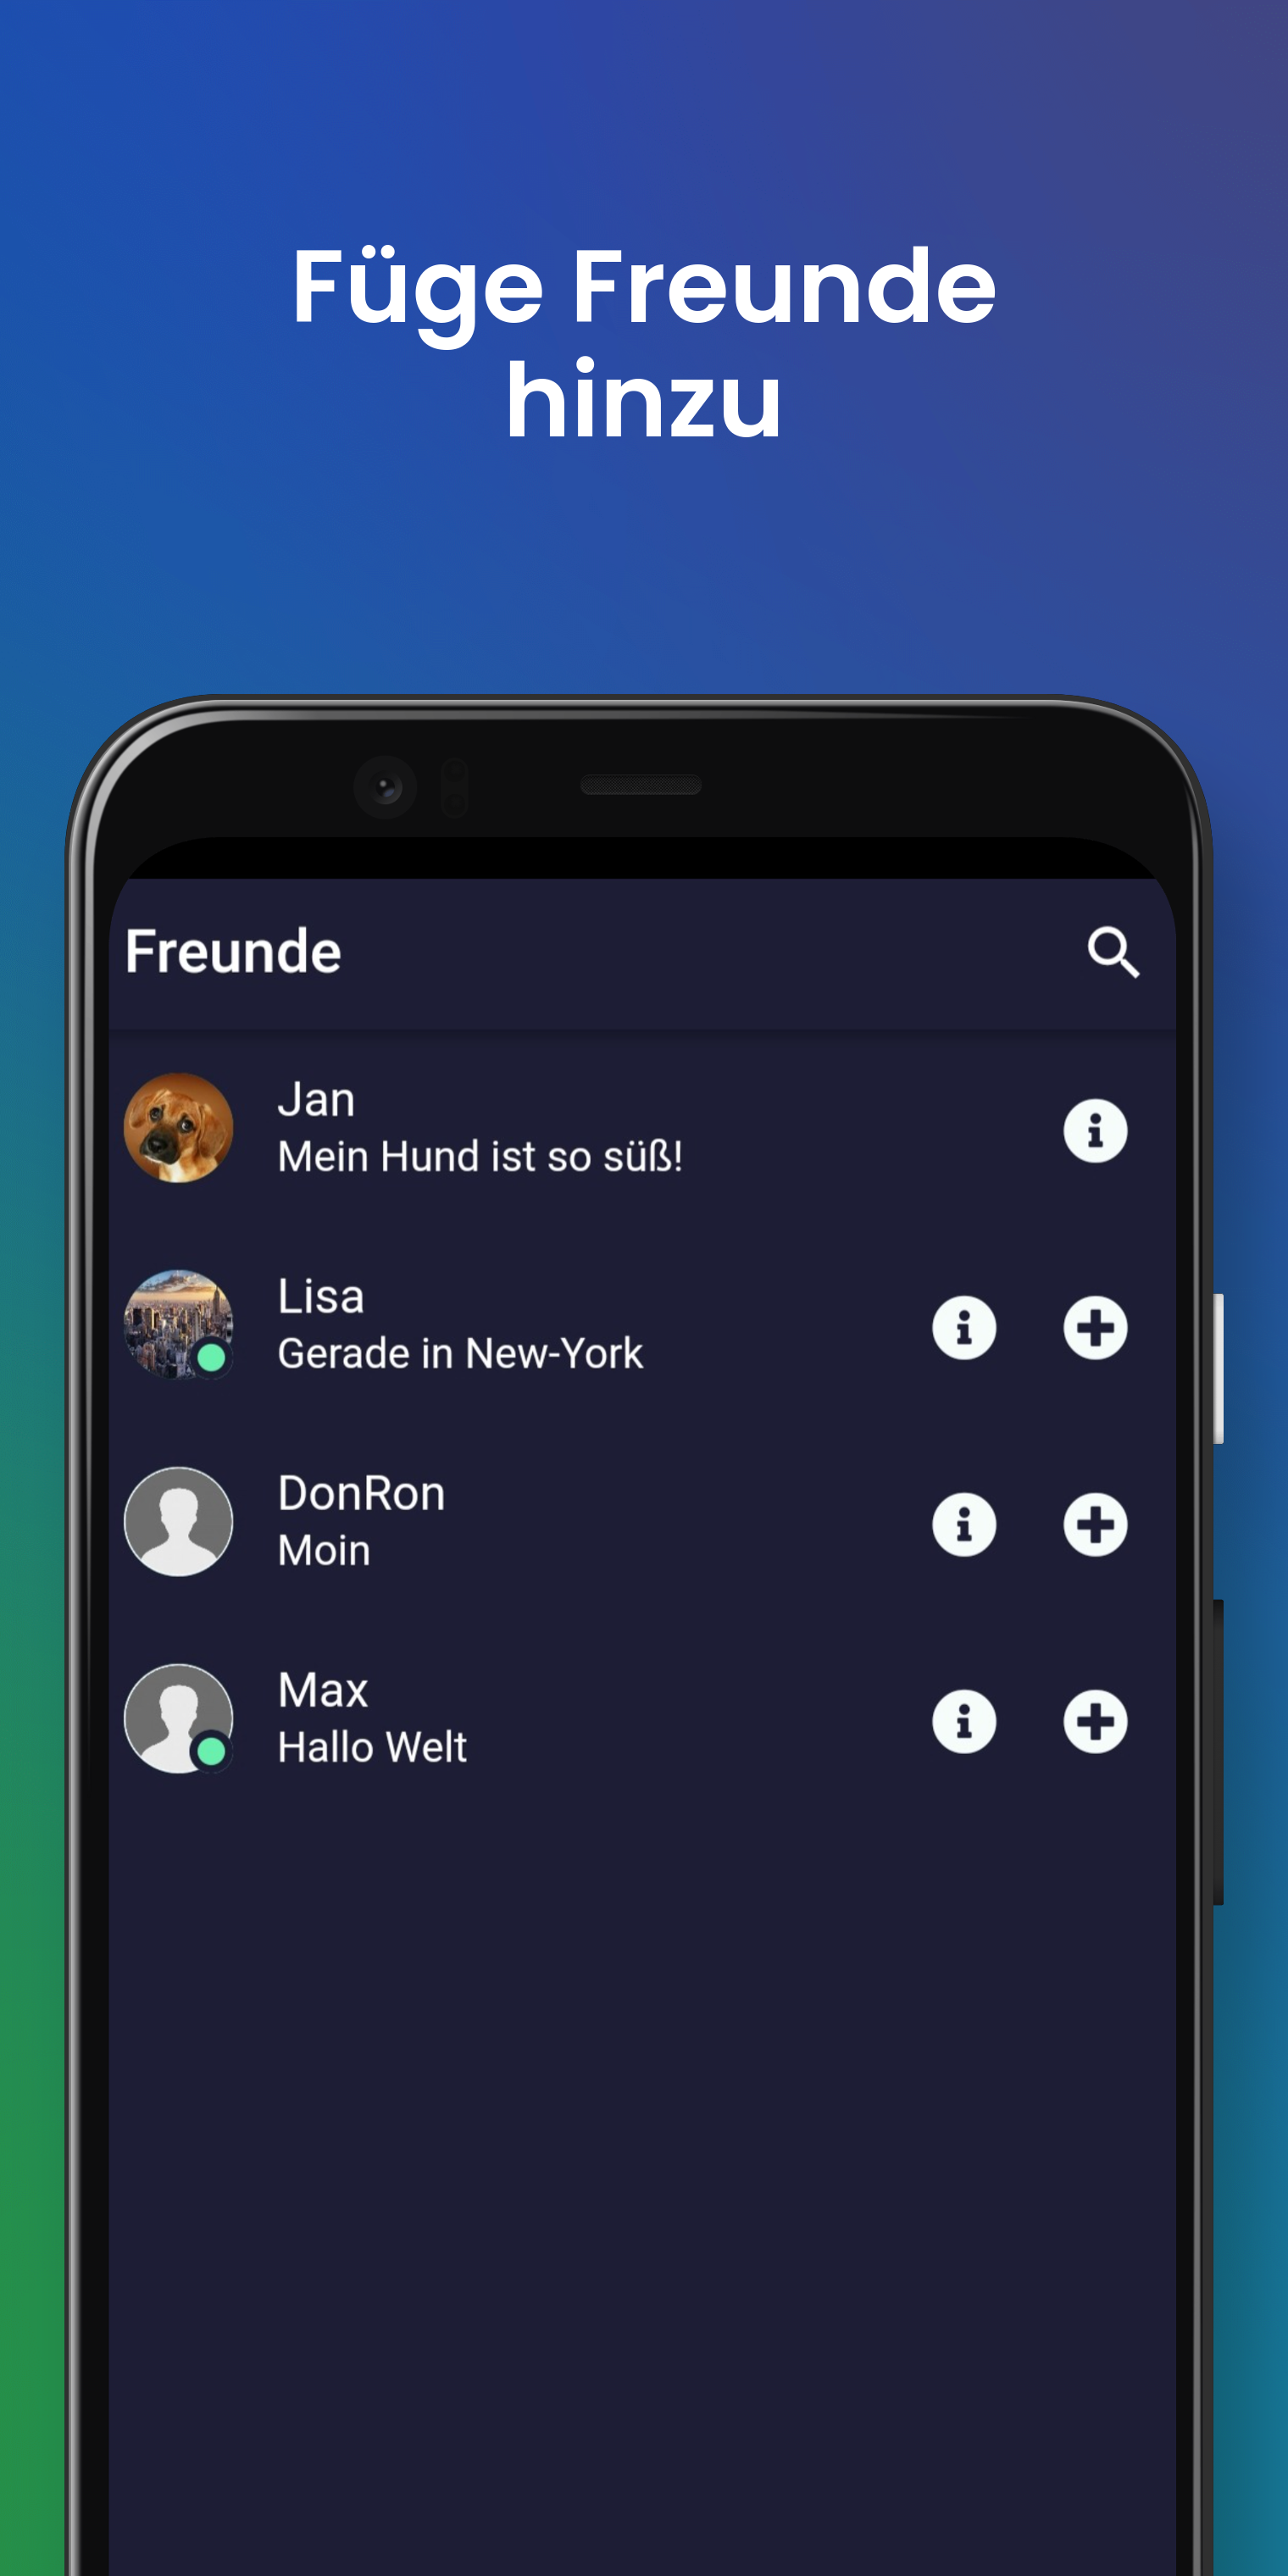 Füge Freunde
hinzu
Freunde
Jan
Mein Hund ist so süß!
Lisa
Gerade in New-York
DonRon
Moin
Max
Hallo Welt